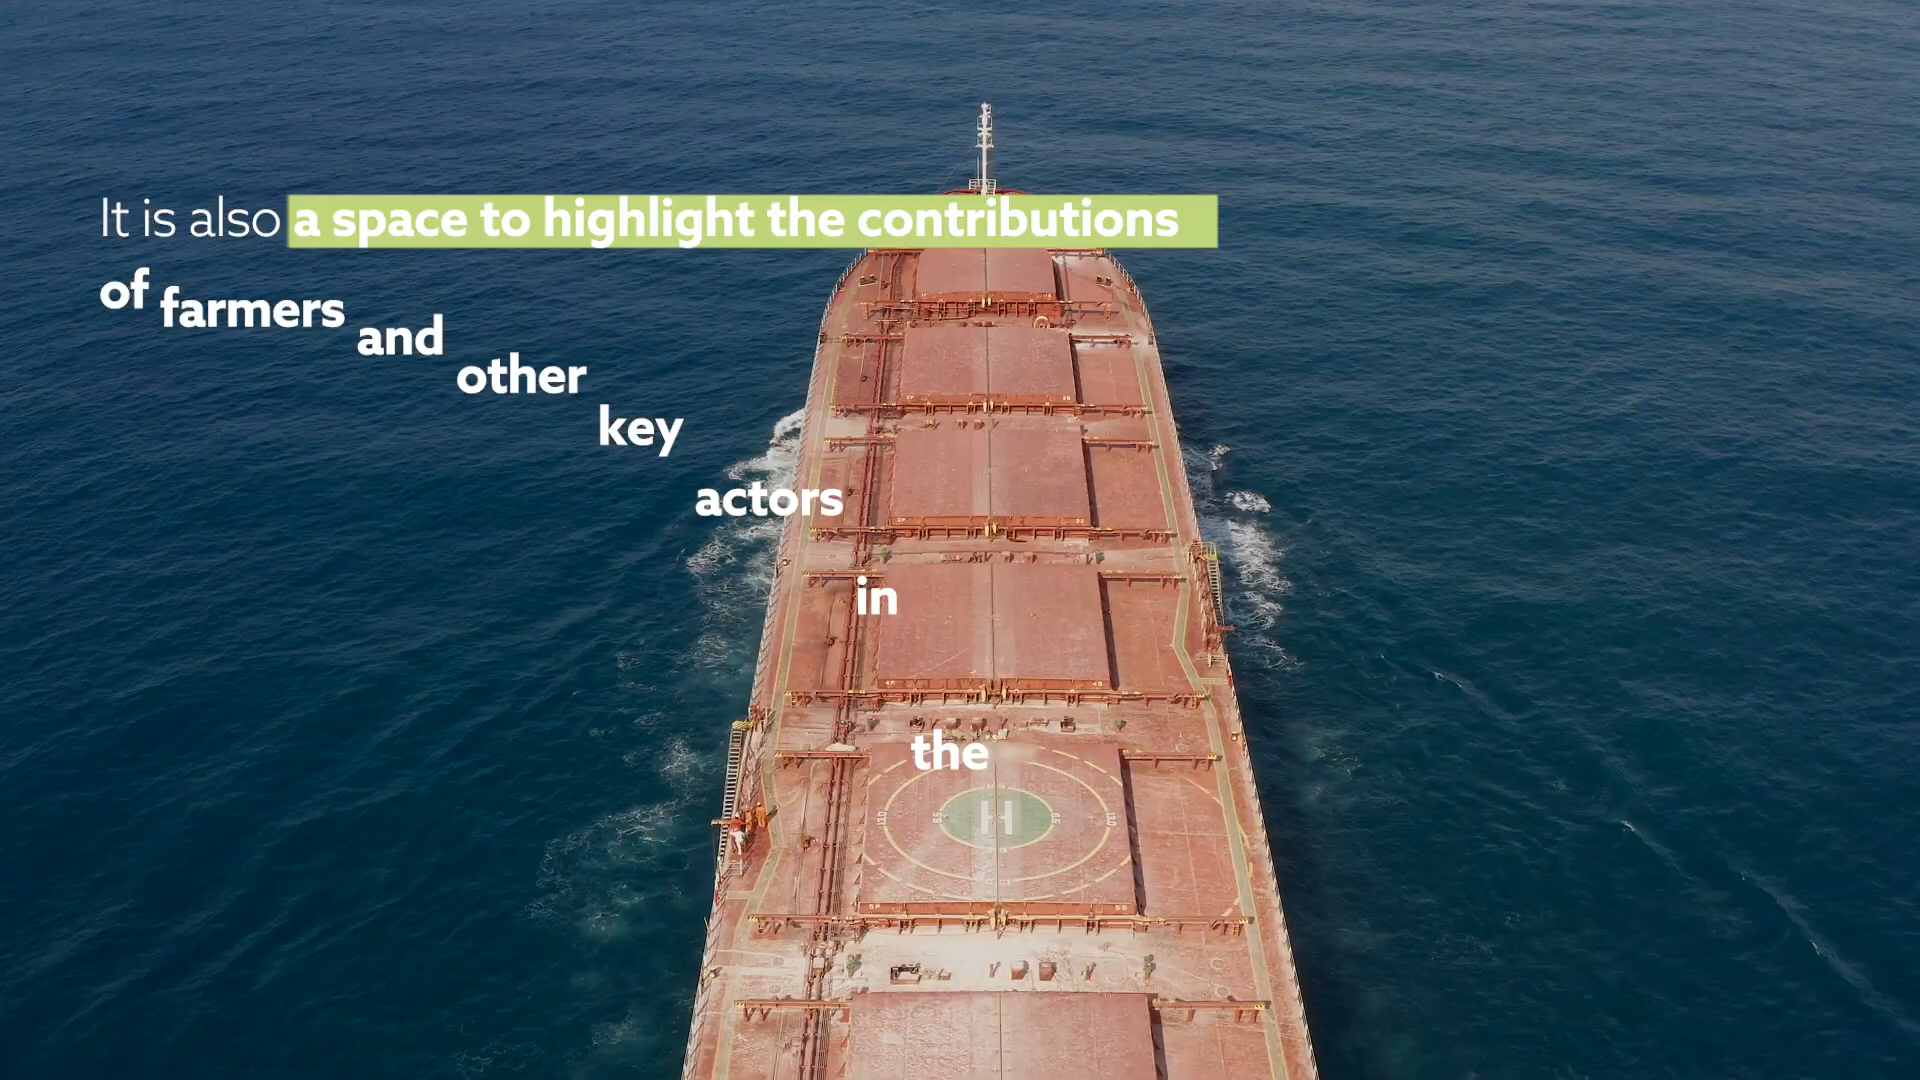 It is also a space to highlight the contributions
of farmers and other key actors in the
H